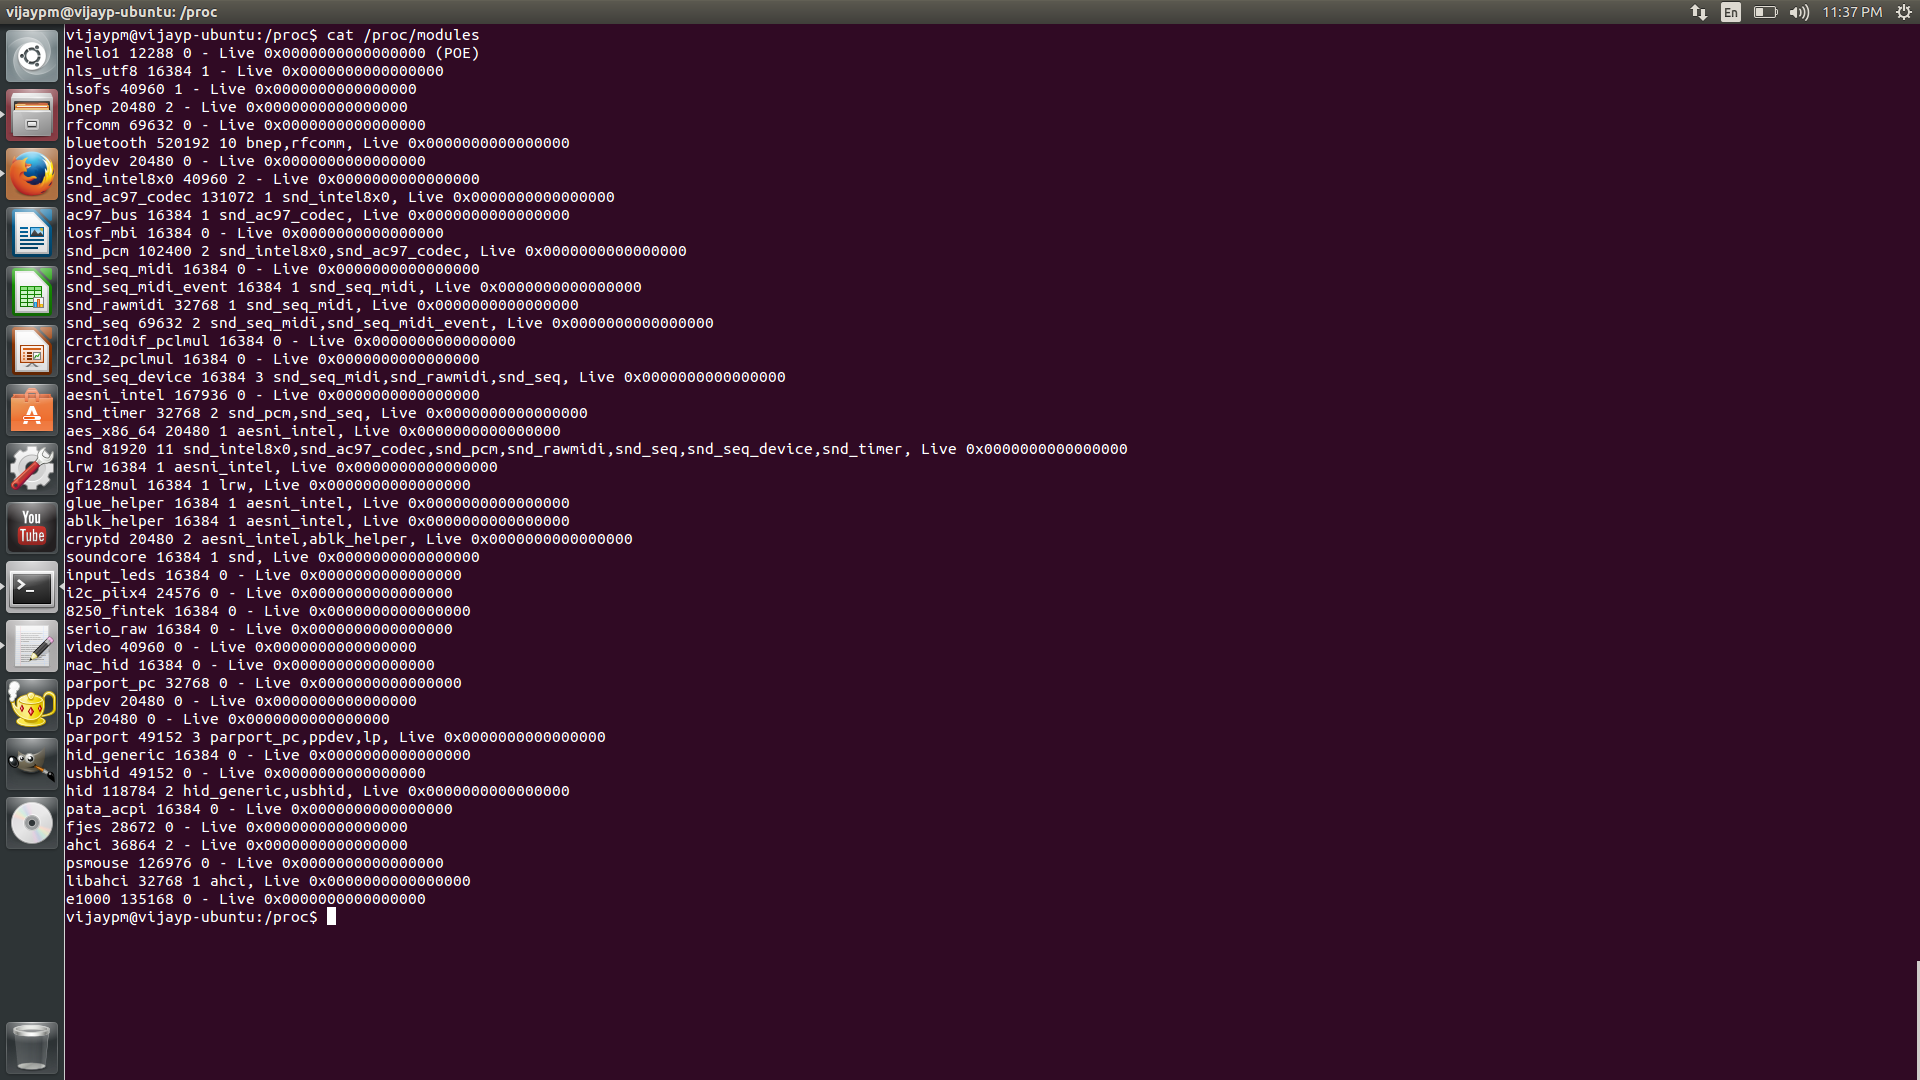 vijaypm@vijayp-ubuntu: /proc
En
11:37 PM
vijaypm@vijayp-ubuntu:/proc$ cat /proc/modules
hello1 12288 0 - Live 0x0000000000000000 (POE)
nls_utf8 16384 1 - Live 0x0000000000000000
isofs 40960 1 - Live 0x0000000000000000
bnep 20480 2 - Live 0x0000000000000000
rfcomm 69632 0 - Live 0x0000000000000000
bluetooth 520192 10 bnep,rfcomm, Live 0x0000000000000000
joydev 20480 0 - Live 0x0000000000000000
snd_intel8x0 40960 2 - Live 0x0000000000000000
snd_ac97_codec 131072 1 snd_intel8x0, Live 0x0000000000000000
ac97_bus 16384 1 snd_ac97_codec, Live 0x0000000000000000
iosf_mbi 16384 0 - Live 0x0000000000000000
snd_pcm 102400 2 snd_intel8x0,snd_ac97_codec, Live 0x0000000000000000
snd_seq_midi 16384 0 - Live 0x0000000000000000
snd_seq_midi_event 16384 1 snd_seq_midi, Live 0x0000000000000000
snd_rawmidi 32768 1 snd_seq_midi, Live 0x0000000000000000
snd_seq 69632 2 snd_seq_midi,snd_seq_midi_event, Live 0x0000000000000000
crct10dif_pclmul 16384 0 - Live 0x0000000000000000
crc32_pclmul 16384 0 - Live 0x0000000000000000
snd_seq_device 16384 3 snd_seq_midi,snd_rawmidi,snd_seq, Live 0x0000000000000000
aesni_intel 167936 0 - Live 0x0000000000000000
snd_timer 32768 2 snd_pcm,snd_seq, Live 0x0000000000000000
aes_x86_64 20480 1 aesni_intel, Live 0x0000000000000000
snd 81920 11 snd_intel8x0,snd_ac97_codec,snd_pcm,snd_rawmidi,snd_seq,snd_seq_device,snd_timer, Live 0x0000000000000000
lrw 16384 1 aesni_intel, Live 0x0000000000000000
gf128mul 16384 1 lrw, Live 0x0000000000000000
glue_helper 16384 1 aesni_intel, Live 0x0000000000000000
ablk_helper 16384 1 aesni_intel, Live 0x0000000000000000
cryptd 20480 2 aesni_intel,ablk_helper, Live 0x0000000000000000
soundcore 16384 1 snd, Live 0x0000000000000000
input_leds 16384 0 - Live 0x0000000000000000
i2c_piix4 24576 0 - Live 0x0000000000000000
8250_fintek 16384 0 - Live 0x0000000000000000
serio_raw 16384 0 - Live 0x0000000000000000
video 40960 0 - Live 0x0000000000000000
mac_hid 16384 0 - Live 0x0000000000000000
parport_pc 32768 0 - Live 0x0000000000000000
ppdev 20480 0 - Live 0x0000000000000000
lp 20480 0 - Live 0x0000000000000000
parport 49152 3 parport_pc,ppdev,lp, Live 0x0000000000000000
hid_generic 16384 0 - Live 0x0000000000000000
usbhid 49152 0 - Live 0x0000000000000000
hid 118784 2 hid_generic,usbhid, Live 0x0000000000000000
pata_acpi 16384 0 - Live 0x0000000000000000
fjes 28672 0 - Live 0x0000000000000000
ahci 36864 2 - Live 0x0000000000000000
psmouse 126976 0 - Live 0x0000000000000000
libahci 32768 1 ahci, Live 0x0000000000000000
e1000 135168 0 - Live 0x0000000000000000
vijaypm@vijayp-ubuntu:/proc$
You
Tube